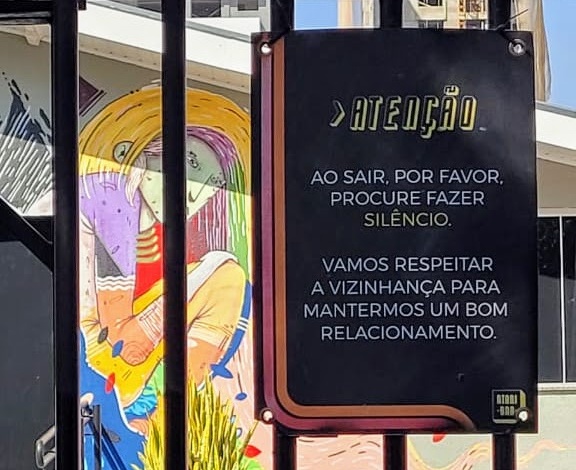 >ATENÇÃO
AO SAIR, POR FAVOR,
PROCURE FAZER
SILÊNCIO.
VAMOS RESPEITAR
A VIZINHANÇA PARA
MANTERMOS UM BOM
RELACIONAMENTO.